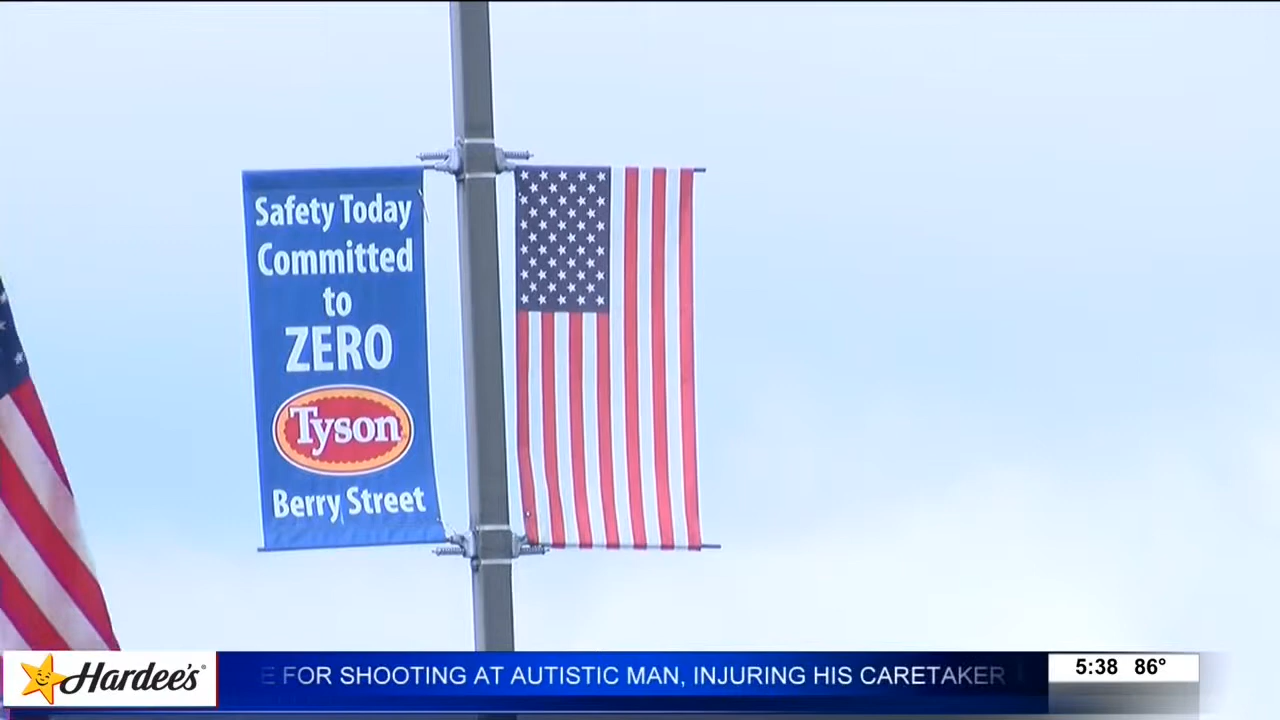 Safety Today
Committed
to
ZERO
Tyson
Berry Street
Hardee's
FOR SHOOTING AT AUTISTIC MAN, INJURING HIS CARETAKER
5:38 86°